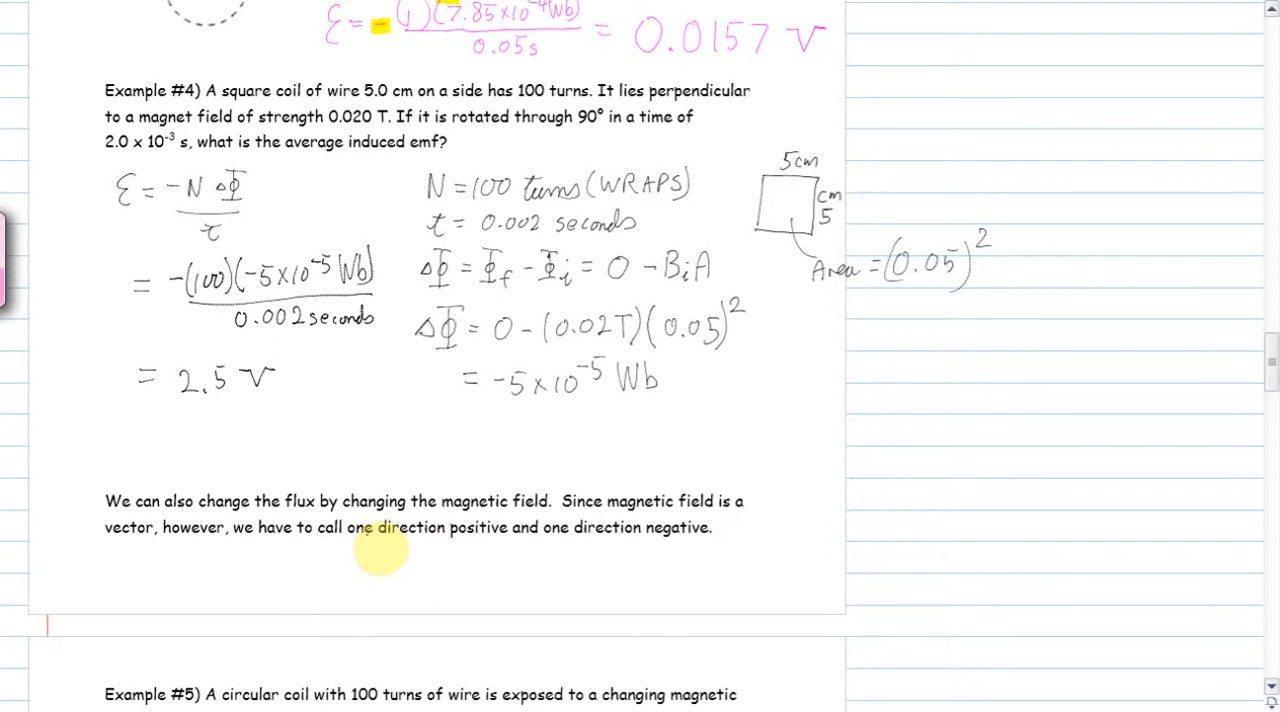 ε = -(1)(7.85×10⁻⁴Wb) / 0.05s = 0.0157 V
Example #4) A square coil of wire 5.0 cm on a side has 100 turns. It lies perpendicular
to a magnet field of strength 0.020 T. If it is rotated through 90° in a time of
2.0 x 10⁻³ s, what is the average induced emf?
ε = -N ΔΦ / t
= -(100)(-5×10⁻⁵ Wb) / 0.002 seconds
= 2.5 V
N = 100 turns (WRAPS)
t = 0.002 seconds
ΔΦ = Φf - Φi = 0 - BiA
ΔΦ = 0 - (0.02T)(0.05)²
= -5×10⁻⁵ Wb
5cm
cm
5
Area = (0.05)²
We can also change the flux by changing the magnetic field. Since magnetic field is a
vector, however, we have to call one direction positive and one direction negative.
Example #5) A circular coil with 100 turns of wire is exposed to a changing magnetic